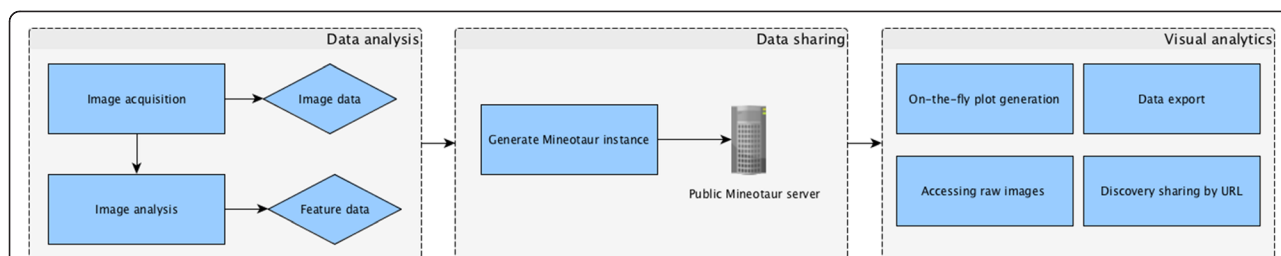 Data analysis
Image acquisition
Image data
Image analysis
Feature data
Data sharing
Generate Mineotaur instance
Public Mineotaur server
Visual analytics
On-the-fly plot generation
Data export
Accessing raw images
Discovery sharing by URL